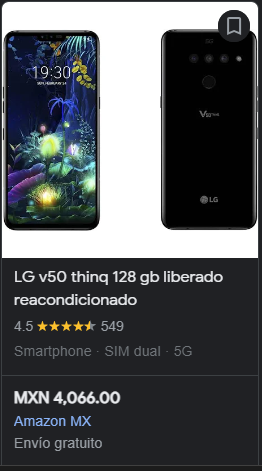 19:30
V50 ThinQ
LG
LG v50 thinq 128 gb liberado
reacondicionado
4.5 ★★★★★ 549
Smartphone · SIM dual · 5G
MXN 4,066.00
Amazon MX
Envío gratuito